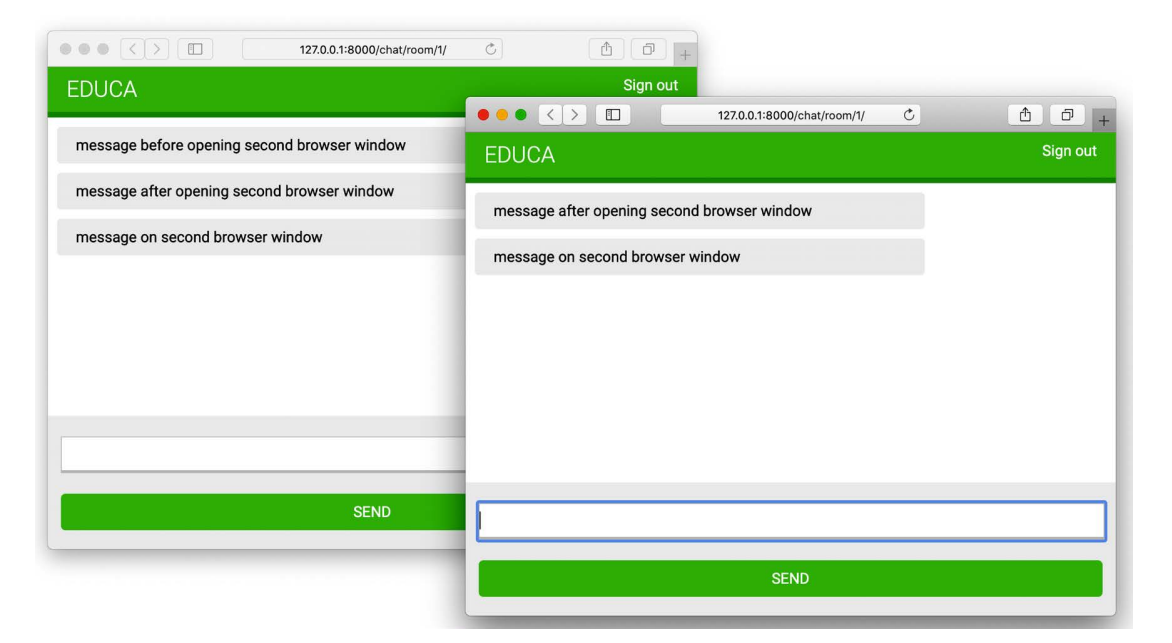 127.0.0.1:8000/chat/room/1/
EDUCA
Sign out
message before opening second browser window
message after opening second browser window
message on second browser window
SEND
127.0.0.1:8000/chat/room/1/
EDUCA
Sign out
message after opening second browser window
message on second browser window
SEND